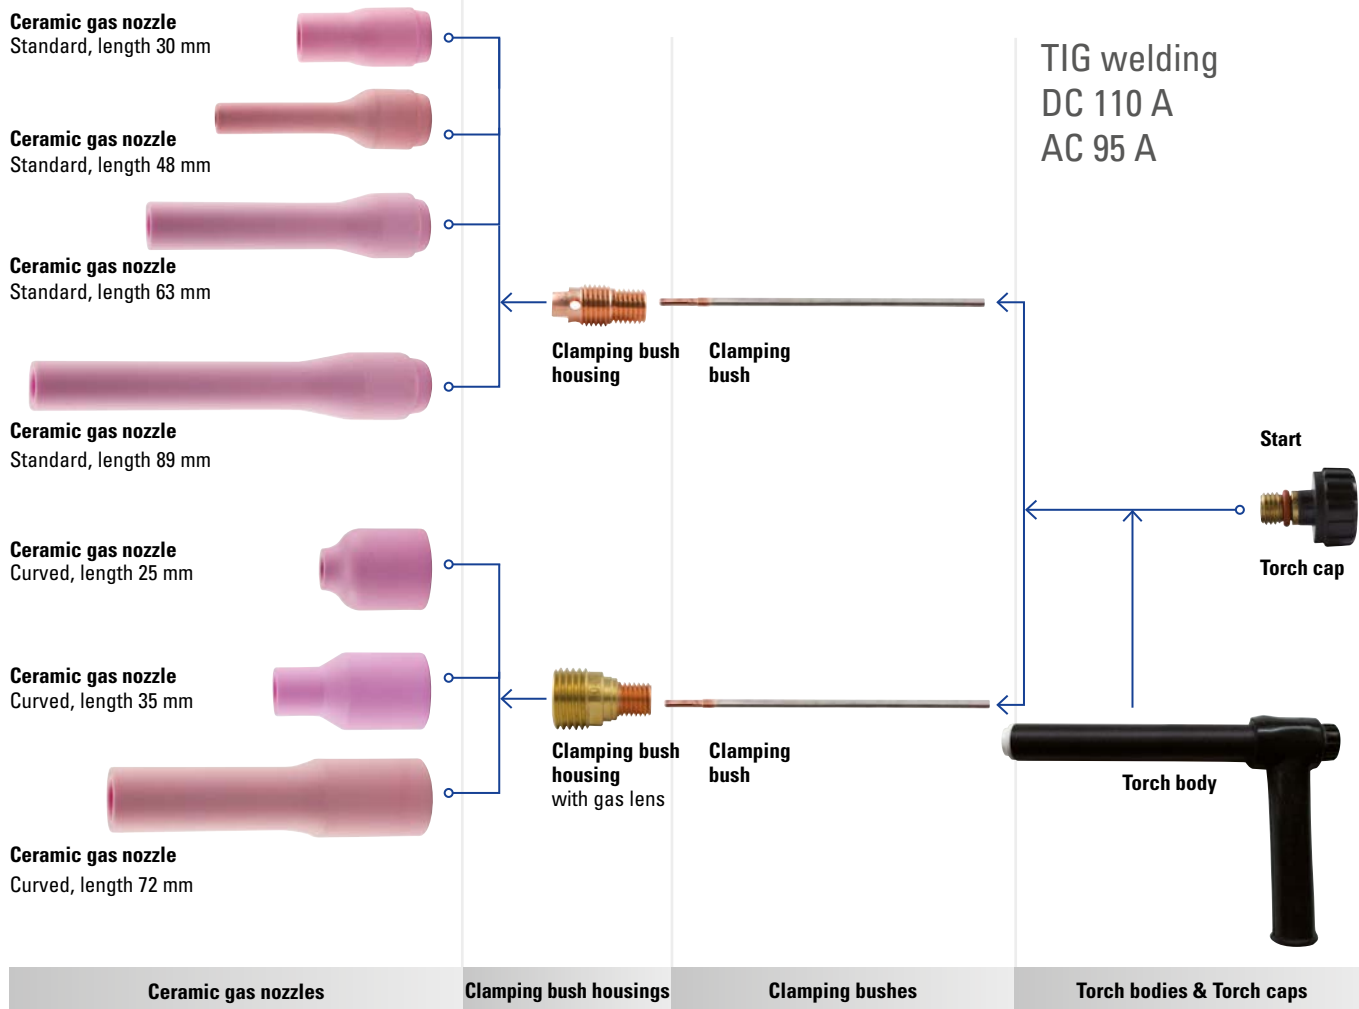 Ceramic gas nozzle
Standard, length 30 mm
Ceramic gas nozzle
Standard, length 48 mm
Ceramic gas nozzle
Standard, length 63 mm
Ceramic gas nozzle
Standard, length 89 mm
Ceramic gas nozzle
Curved, length 25 mm
Ceramic gas nozzle
Curved, length 35 mm
Ceramic gas nozzle
Curved, length 72 mm
Clamping bush
housing
Clamping
bush
Clamping bush
housing
with gas lens
Clamping
bush
TIG welding
DC 110 A
AC 95 A
Start
Torch cap
Torch body
Ceramic gas nozzles
Clamping bush housings
Clamping bushes
Torch bodies & Torch caps